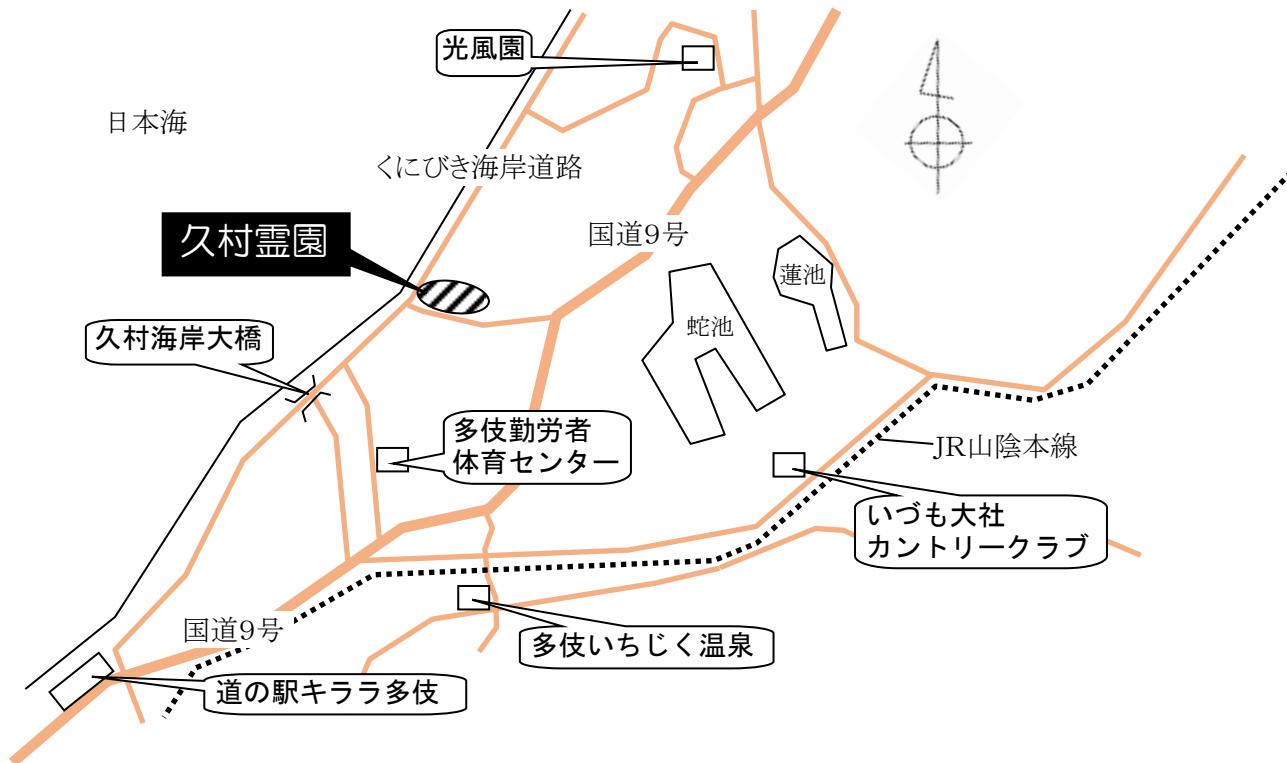 光風園
日本海
くにびき海岸道路
久村霊園
国道9号
蓮池
蛇池
久村海岸大橋
多伎勤労者
体育センター
JR山陰本線
いづも大社
カントリークラブ
国道9号
多伎いちじく温泉
道の駅キララ多伎